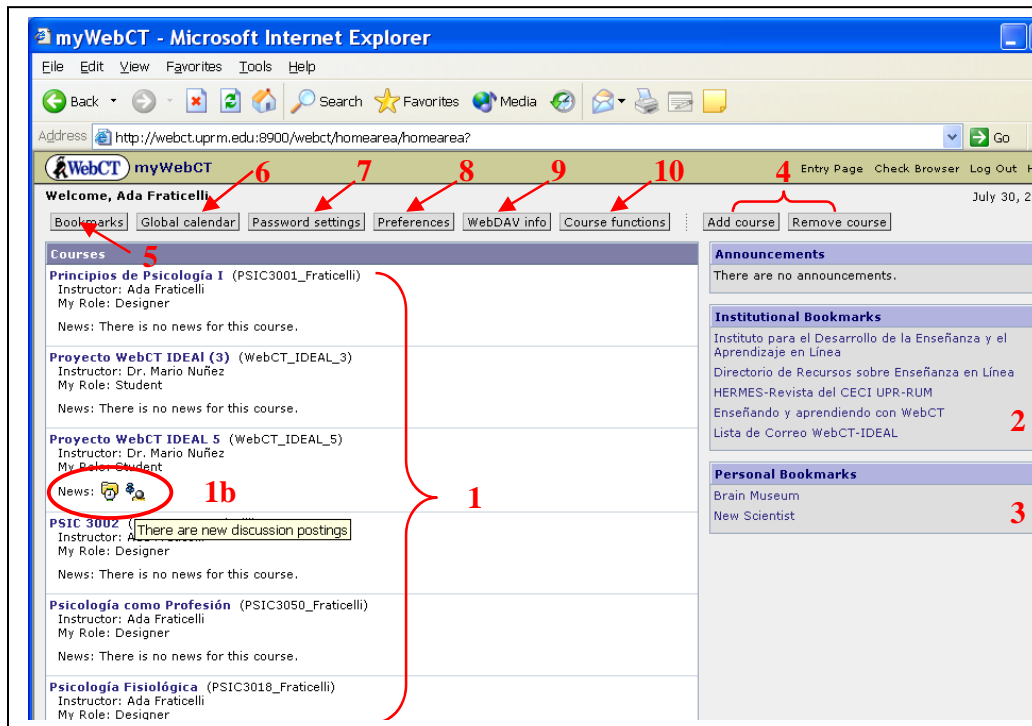 myWebCT - Microsoft Internet Explorer
File Edit View Favorites Tools Help
Back Search Favorites Media
Address http://webct.uprm.edu:8900/webct/homearea/homearea? Go
WebCT myWebCT Entry Page Check Browser Log Out H
6 7 8 9 10 4
Welcome, Ada Fraticelli July 30, 2
Bookmarks Global calendar Password settings Preferences WebDAV info Course functions Add course Remove course
5
Courses
Principios de Psicología I (PSIC3001_Fraticelli)
Instructor: Ada Fraticelli
My Role: Designer
News: There is no news for this course.
Proyecto WebCT IDEAl (3) (WebCT_IDEAL_3)
Instructor: Dr. Mario Nuñez
My Role: Student
News: There is no news for this course.
Proyecto WebCT IDEAL 5 (WebCT_IDEAL_5)
Instructor: Dr. Mario Nuñez
My Role: Student
News: 1b
1
PSIC 3002 (
There are new discussion postings
Instructor: A
My Role: Designer
News: There is no news for this course.
Psicología como Profesión (PSIC3050_Fraticelli)
Instructor: Ada Fraticelli
My Role: Designer
News: There is no news for this course.
Psicología Fisiológica (PSIC3018_Fraticelli)
Instructor: Ada Fraticelli
My Role: Designer
Announcements
There are no announcements.
Institutional Bookmarks
Instituto para el Desarrollo de la Enseñanza y el
Aprendizaje en Línea
Directorio de Recursos sobre Enseñanza en Línea
HERMES-Revista del CECI UPR-RUM
Enseñando y aprendiendo con WebCT
2
Lista de Correo WebCT-IDEAL
Personal Bookmarks
Brain Museum
New Scientist
3